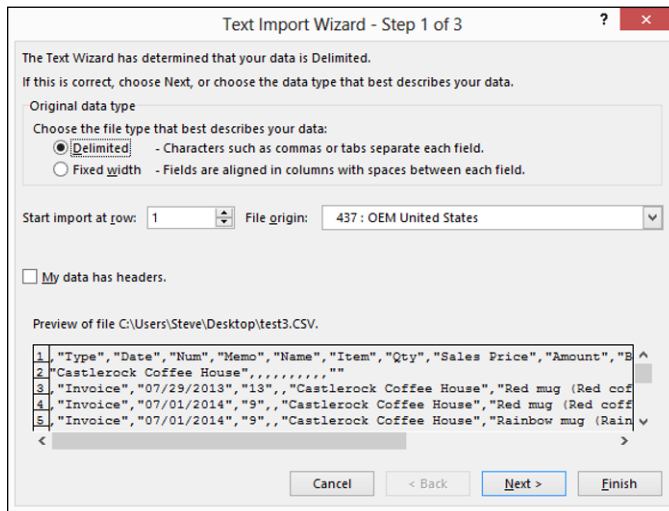 Text Import Wizard - Step 1 of 3 ? ×
The Text Wizard has determined that your data is Delimited.
If this is correct, choose Next, or choose the data type that best describes your data.
Original data type
Choose the file type that best describes your data:
Delimited - Characters such as commas or tabs separate each field.
Fixed width - Fields are aligned in columns with spaces between each field.
Start import at row: 1 File origin: 437 : OEM United States
My data has headers.
Preview of file C:\Users\Steve\Desktop\test3.CSV.
1 ,"Type","Date","Num","Memo","Name","Item","Qty","Sales Price","Amount","B
2 "Castlerock Coffee House",,,,,,,,,,""
3 ,"Invoice","07/29/2013","13",,"Castlerock Coffee House","Red mug (Red cof
4 ,"Invoice","07/01/2014","9",,"Castlerock Coffee House","Red mug (Red coff
5 ,"Invoice","07/01/2014","9",,"Castlerock Coffee House","Rainbow mug (Rain
Cancel < Back Next > Finish